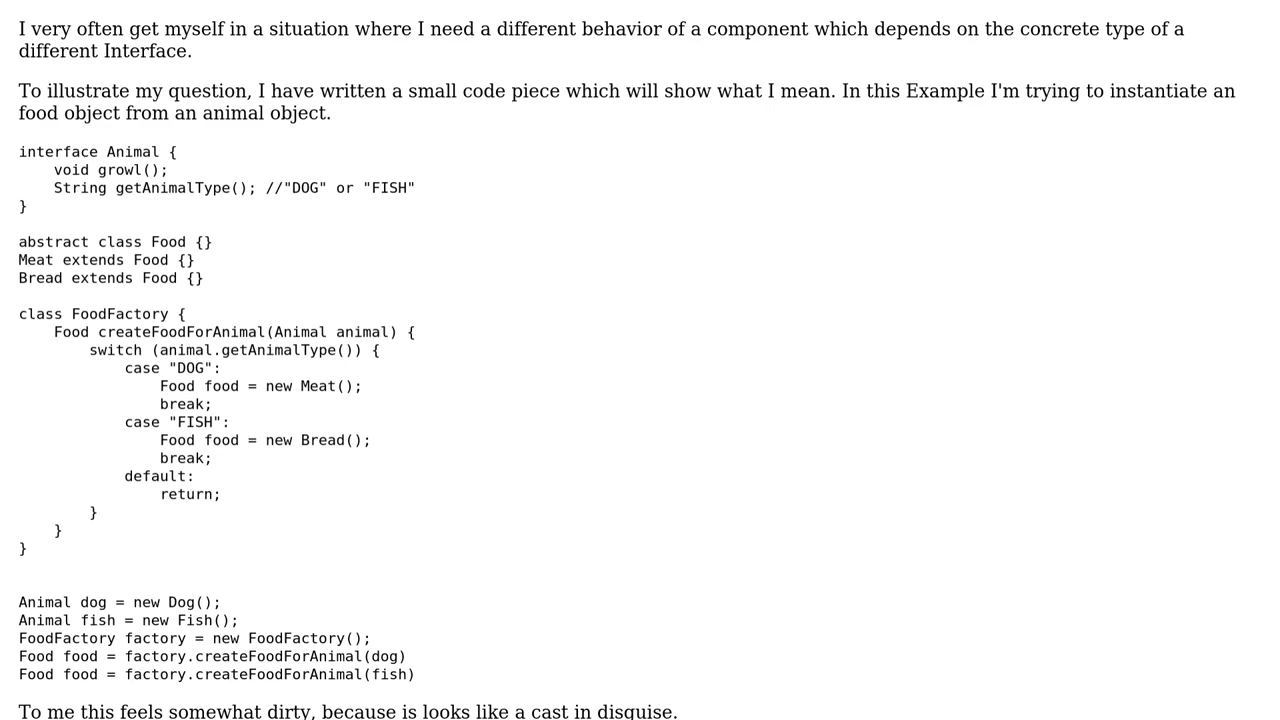 I very often get myself in a situation where I need a different behavior of a component which depends on the concrete type of a
different Interface.
To illustrate my question, I have written a small code piece which will show what I mean. In this Example I'm trying to instantiate an
food object from an animal object.
interface Animal {
    void growl();
    String getAnimalType(); //"DOG" or "FISH"
}
abstract class Food {}
Meat extends Food {}
Bread extends Food {}
class FoodFactory {
    Food createFoodForAnimal(Animal animal) {
        switch (animal.getAnimalType()) {
            case "DOG":
                Food food = new Meat();
                break;
            case "FISH":
                Food food = new Bread();
                break;
            default:
                return;
        }
    }
}
Animal dog = new Dog();
Animal fish = new Fish();
FoodFactory factory = new FoodFactory();
Food food = factory.createFoodForAnimal(dog)
Food food = factory.createFoodForAnimal(fish)
To me this feels somewhat dirty, because is looks like a cast in disguise.